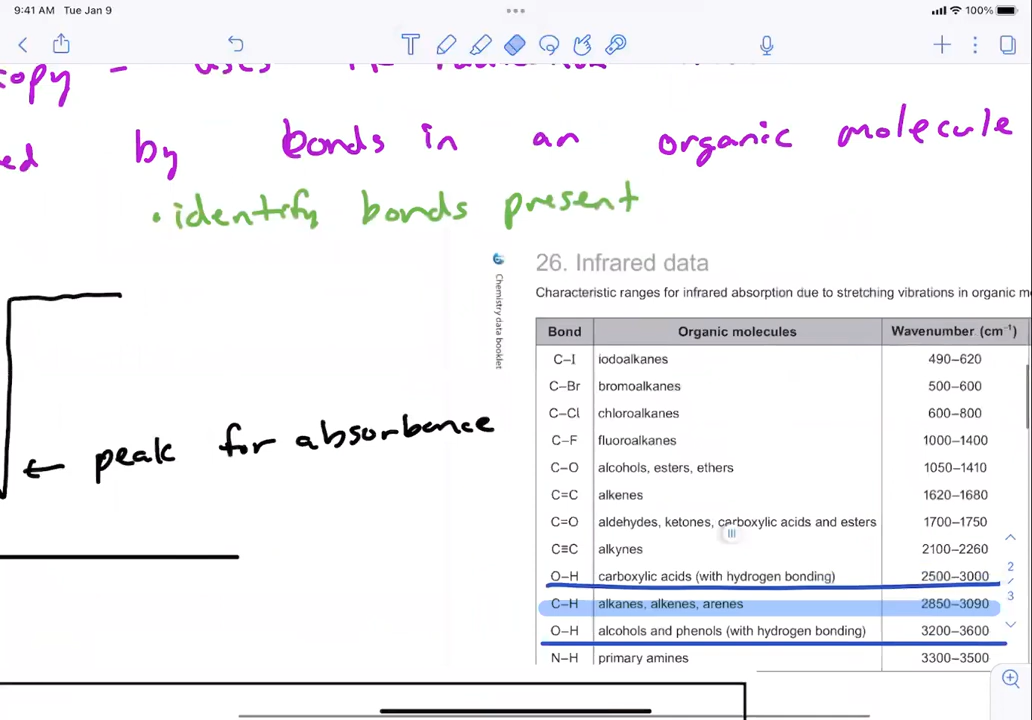 9:41 AM Tue Jan 9
100%
copy - uses
by bonds in an organic molecule
• identify bonds present
Chemistry data booklet
26. Infrared data
Characteristic ranges for infrared absorption due to stretching vibrations in organic m
Bond Organic molecules Wavenumber (cm⁻¹)
C–I iodoalkanes 490–620
C–Br bromoalkanes 500–600
C–Cl chloroalkanes 600–800
C–F fluoroalkanes 1000–1400
C–O alcohols, esters, ethers 1050–1410
C=C alkenes 1620–1680
C=O aldehydes, ketones, carboxylic acids and esters 1700–1750
C≡C alkynes 2100–2260
O–H carboxylic acids (with hydrogen bonding) 2500–3000
C–H alkanes, alkenes, arenes 2850–3090
O–H alcohols and phenols (with hydrogen bonding) 3200–3600
N–H primary amines 3300–3500
← peak for absorbance
2 / 3